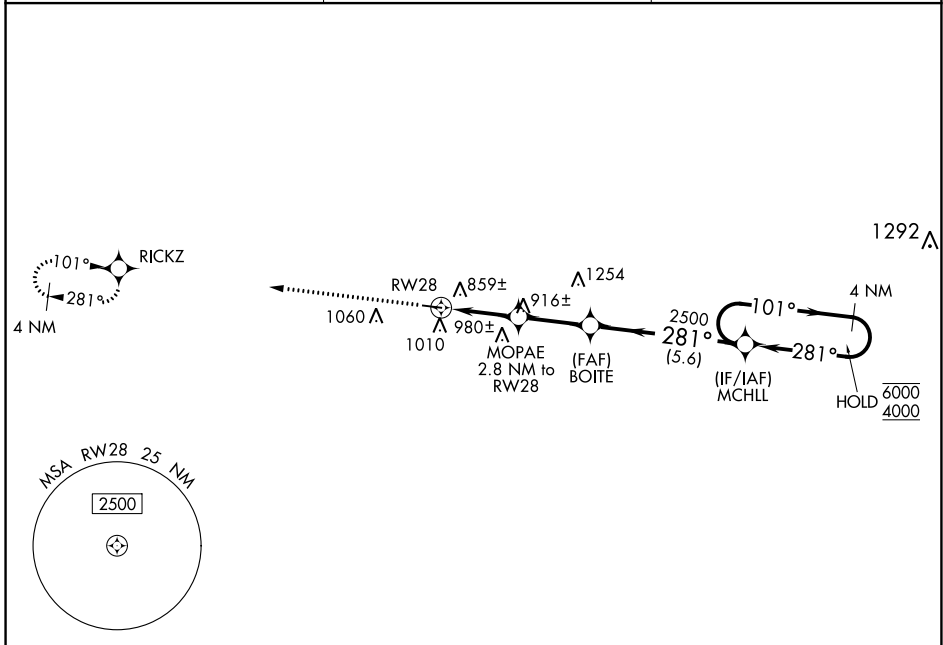 1292
RICKZ
101°
281°
4 NM
RW28
859±
1254
916±
1060
1010
980±
MOPAE
2.8 NM to
RW28
(FAF)
BOITE
2500
281°
(5.6)
(IF/IAF)
MCHLL
101°
281°
4 NM
HOLD
6000
4000
MSA RW28 25 NM
2500